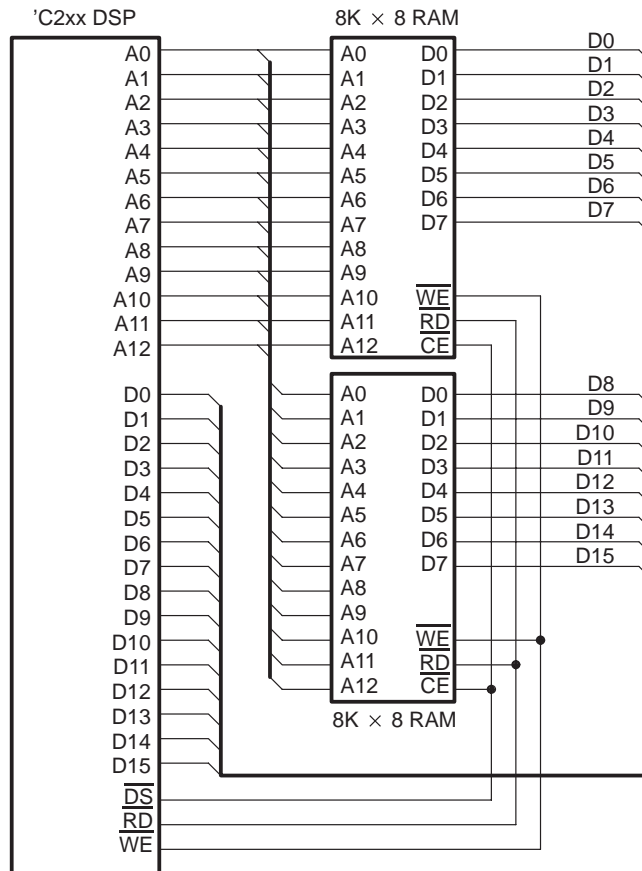 'C2xx DSP
8K × 8 RAM
A0
A1
A2
A3
A4
A5
A6
A7
A8
A9
A10
A11
A12
D0
D1
D2
D3
D4
D5
D6
D7
D8
D9
D10
D11
D12
D13
D14
D15
DS
RD
WE
A0
A1
A2
A3
A4
A5
A6
A7
A8
A9
A10
A11
A12
D0
D1
D2
D3
D4
D5
D6
D7
WE
RD
CE
D0
D1
D2
D3
D4
D5
D6
D7
A0
A1
A2
A3
A4
A5
A6
A7
A8
A9
A10
A11
A12
D0
D1
D2
D3
D4
D5
D6
D7
WE
RD
CE
D8
D9
D10
D11
D12
D13
D14
D15
8K × 8 RAM